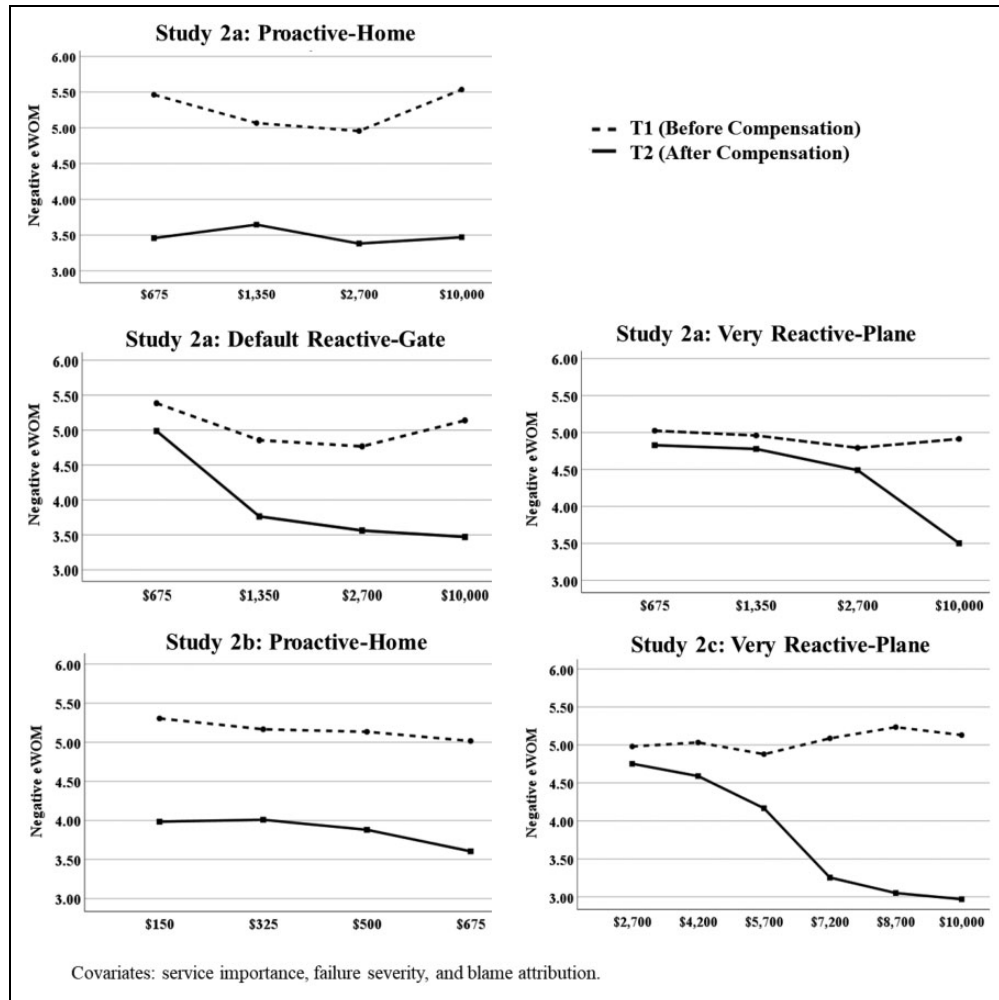 Study 2a: Proactive-Home
6.00
5.50
5.00
4.50
4.00
3.50
3.00
Negative eWOM
$675 $1,350 $2,700 $10,000
T1 (Before Compensation)
T2 (After Compensation)
Study 2a: Default Reactive-Gate
6.00
5.50
5.00
4.50
4.00
3.50
3.00
Negative eWOM
$675 $1,350 $2,700 $10,000
Study 2a: Very Reactive-Plane
6.00
5.50
5.00
4.50
4.00
3.50
3.00
Negative eWOM
$675 $1,350 $2,700 $10,000
Study 2b: Proactive-Home
6.00
5.50
5.00
4.50
4.00
3.50
3.00
Negative eWOM
$150 $325 $500 $675
Study 2c: Very Reactive-Plane
6.00
5.50
5.00
4.50
4.00
3.50
3.00
Negative eWOM
$2,700 $4,200 $5,700 $7,200 $8,700 $10,000
Covariates: service importance, failure severity, and blame attribution.